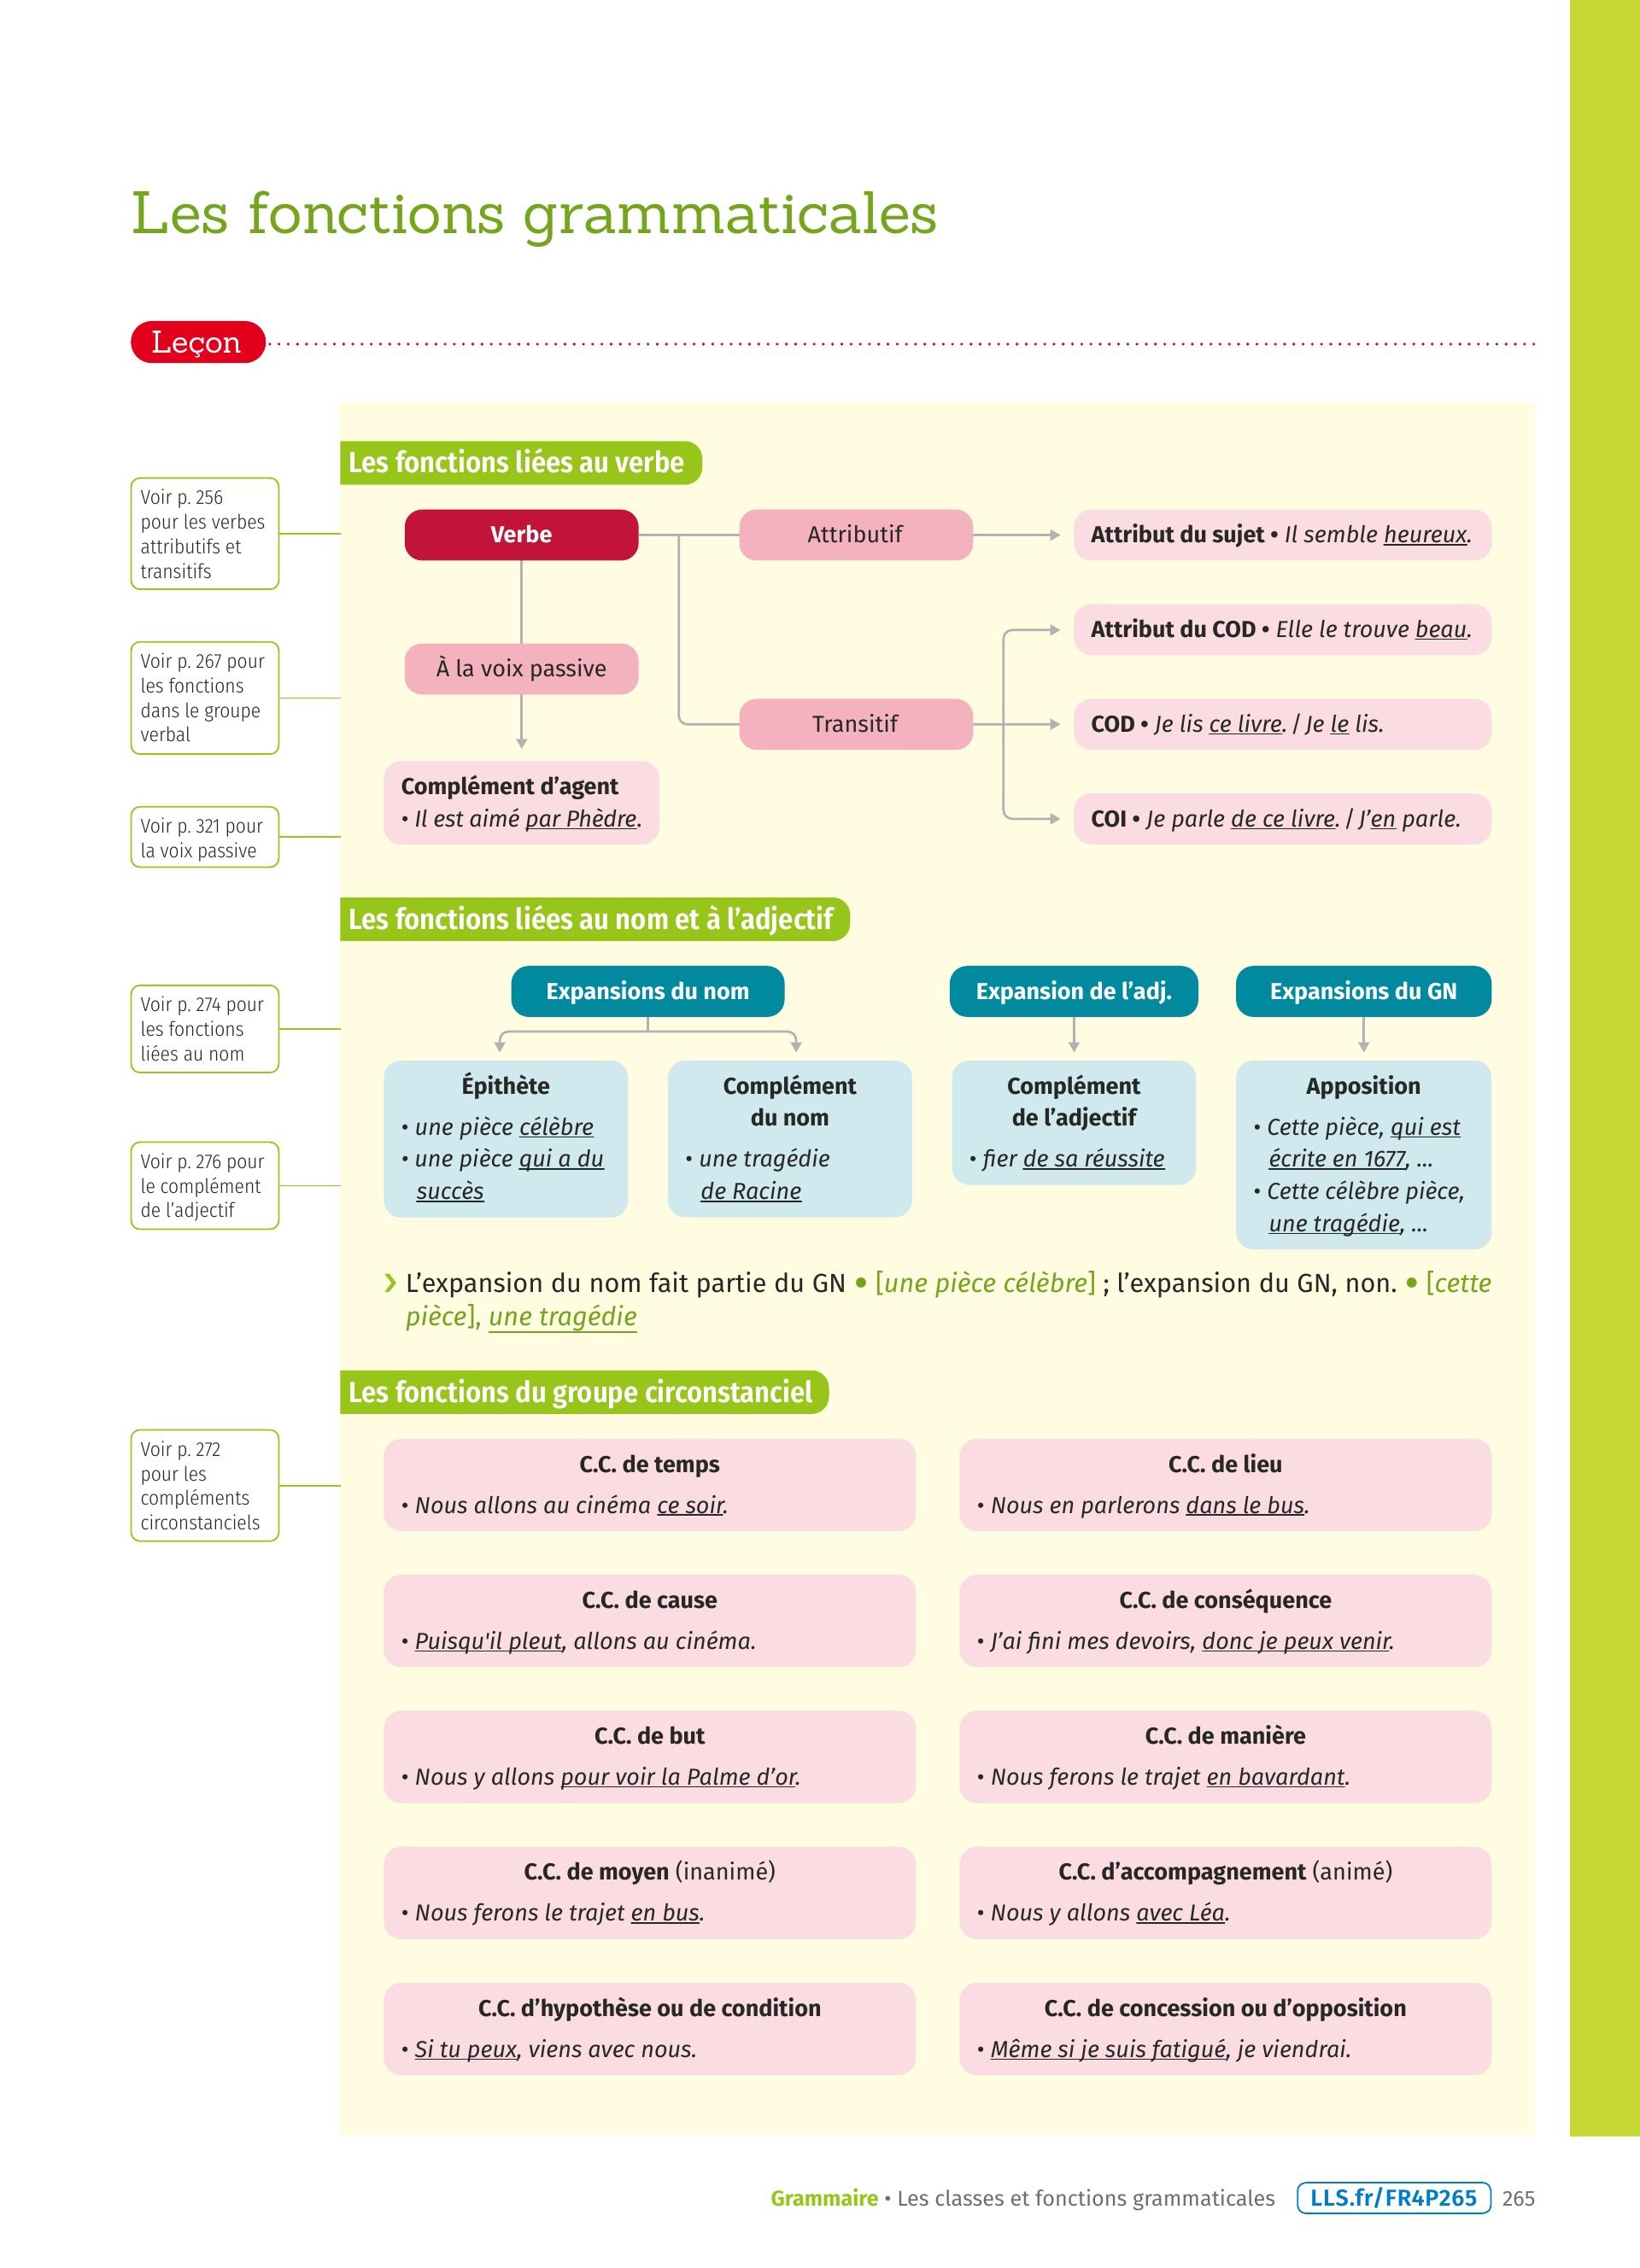 Les fonctions grammaticales
Leçon
Les fonctions liées au verbe
Voir p. 256
pour les verbes
attributifs et
transitifs
Voir p. 267 pour
les fonctions
dans le groupe
verbal
Voir p. 321 pour
la voix passive
Verbe
Attributif
Attribut du sujet • Il semble heureux.
Attribut du COD • Elle le trouve beau.
À la voix passive
Transitif
COD • Je lis ce livre. / Je le lis.
Complément d’agent
• Il est aimé par Phèdre.
COI • Je parle de ce livre. / J’en parle.
Les fonctions liées au nom et à l’adjectif
Voir p. 274 pour
les fonctions
liées au nom
Voir p. 276 pour
le complément
de l’adjectif
Expansions du nom
Expansion de l’adj.
Expansions du GN
Épithète
• une pièce célèbre
• une pièce qui a du
succès
Complément
du nom
• une tragédie
de Racine
Complément
de l’adjectif
• fier de sa réussite
Apposition
• Cette pièce, qui est
écrite en 1677, ...
• Cette célèbre pièce,
une tragédie, ...
› L’expansion du nom fait partie du GN • [une pièce célèbre] ; l’expansion du GN, non. • [cette
pièce], une tragédie
Les fonctions du groupe circonstanciel
Voir p. 272
pour les
compléments
circonstanciels
C.C. de temps
• Nous allons au cinéma ce soir.
C.C. de lieu
• Nous en parlerons dans le bus.
C.C. de cause
• Puisqu'il pleut, allons au cinéma.
C.C. de conséquence
• J’ai fini mes devoirs, donc je peux venir.
C.C. de but
• Nous y allons pour voir la Palme d’or.
C.C. de manière
• Nous ferons le trajet en bavardant.
C.C. de moyen (inanimé)
• Nous ferons le trajet en bus.
C.C. d’accompagnement (animé)
• Nous y allons avec Léa.
C.C. d’hypothèse ou de condition
• Si tu peux, viens avec nous.
C.C. de concession ou d’opposition
• Même si je suis fatigué, je viendrai.
Grammaire • Les classes et fonctions grammaticales LLS.fr/FR4P265 265